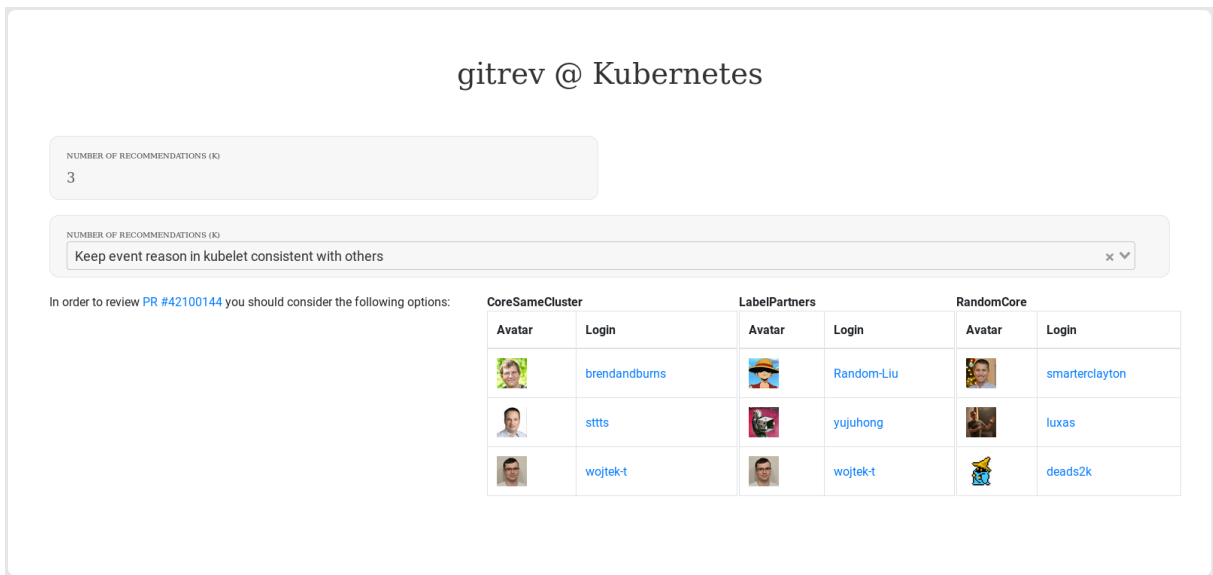 gitrev @ Kubernetes
NUMBER OF RECOMMENDATIONS (K)
3
NUMBER OF RECOMMENDATIONS (K)
Keep event reason in kubelet consistent with others
In order to review PR #42100144 you should consider the following options:
CoreSameCluster LabelPartners RandomCore
Avatar Login Avatar Login Avatar Login
brendandburns Random-Liu smarterclayton
sttts yujuhong luxas
wojtek-t wojtek-t deads2k